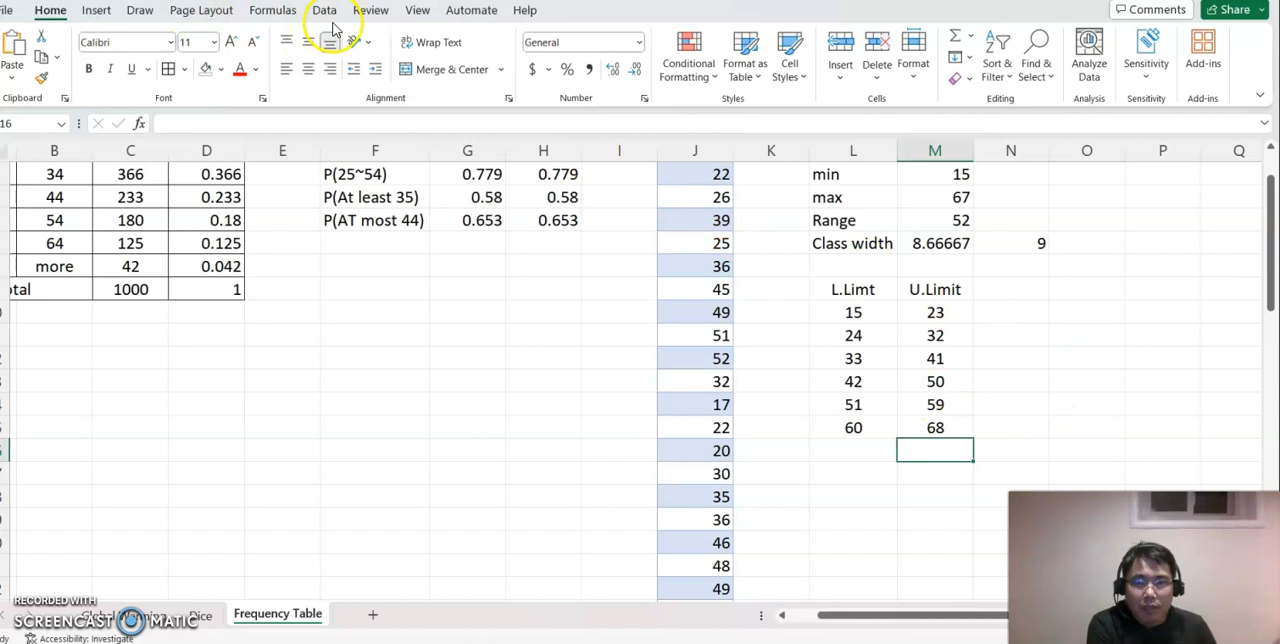 File Home Insert Draw Page Layout Formulas Data Review View Automate Help Comments Share
Paste Calibri 11 Wrap Text General Conditional Formatting Format as Table Cell Styles Insert Delete Format Sort & Filter Find & Select Analyze Data Sensitivity Add-ins
B I U A Merge & Center $ % 9
Clipboard Font Alignment Number Styles Cells Editing Analysis Sensitivity Add-ins
16 fx
B C D E F G H I J K L M N O P Q
34 366 0.366 P(25~54) 0.779 0.779 22 min 15
44 233 0.233 P(At least 35) 0.58 0.58 26 max 67
54 180 0.18 P(AT most 44) 0.653 0.653 39 Range 52
64 125 0.125 25 Class width 8.66667 9
more 42 0.042 36
otal 1000 1 45 L.Limt U.Limit
49 15 23
51 24 32
52 33 41
32 42 50
17 51 59
22 60 68
20
30
35
36
46
48
49
RECORDED WITH
SCREENCAST MATIC
Dice Frequency Table +
Accessibility: Investigate